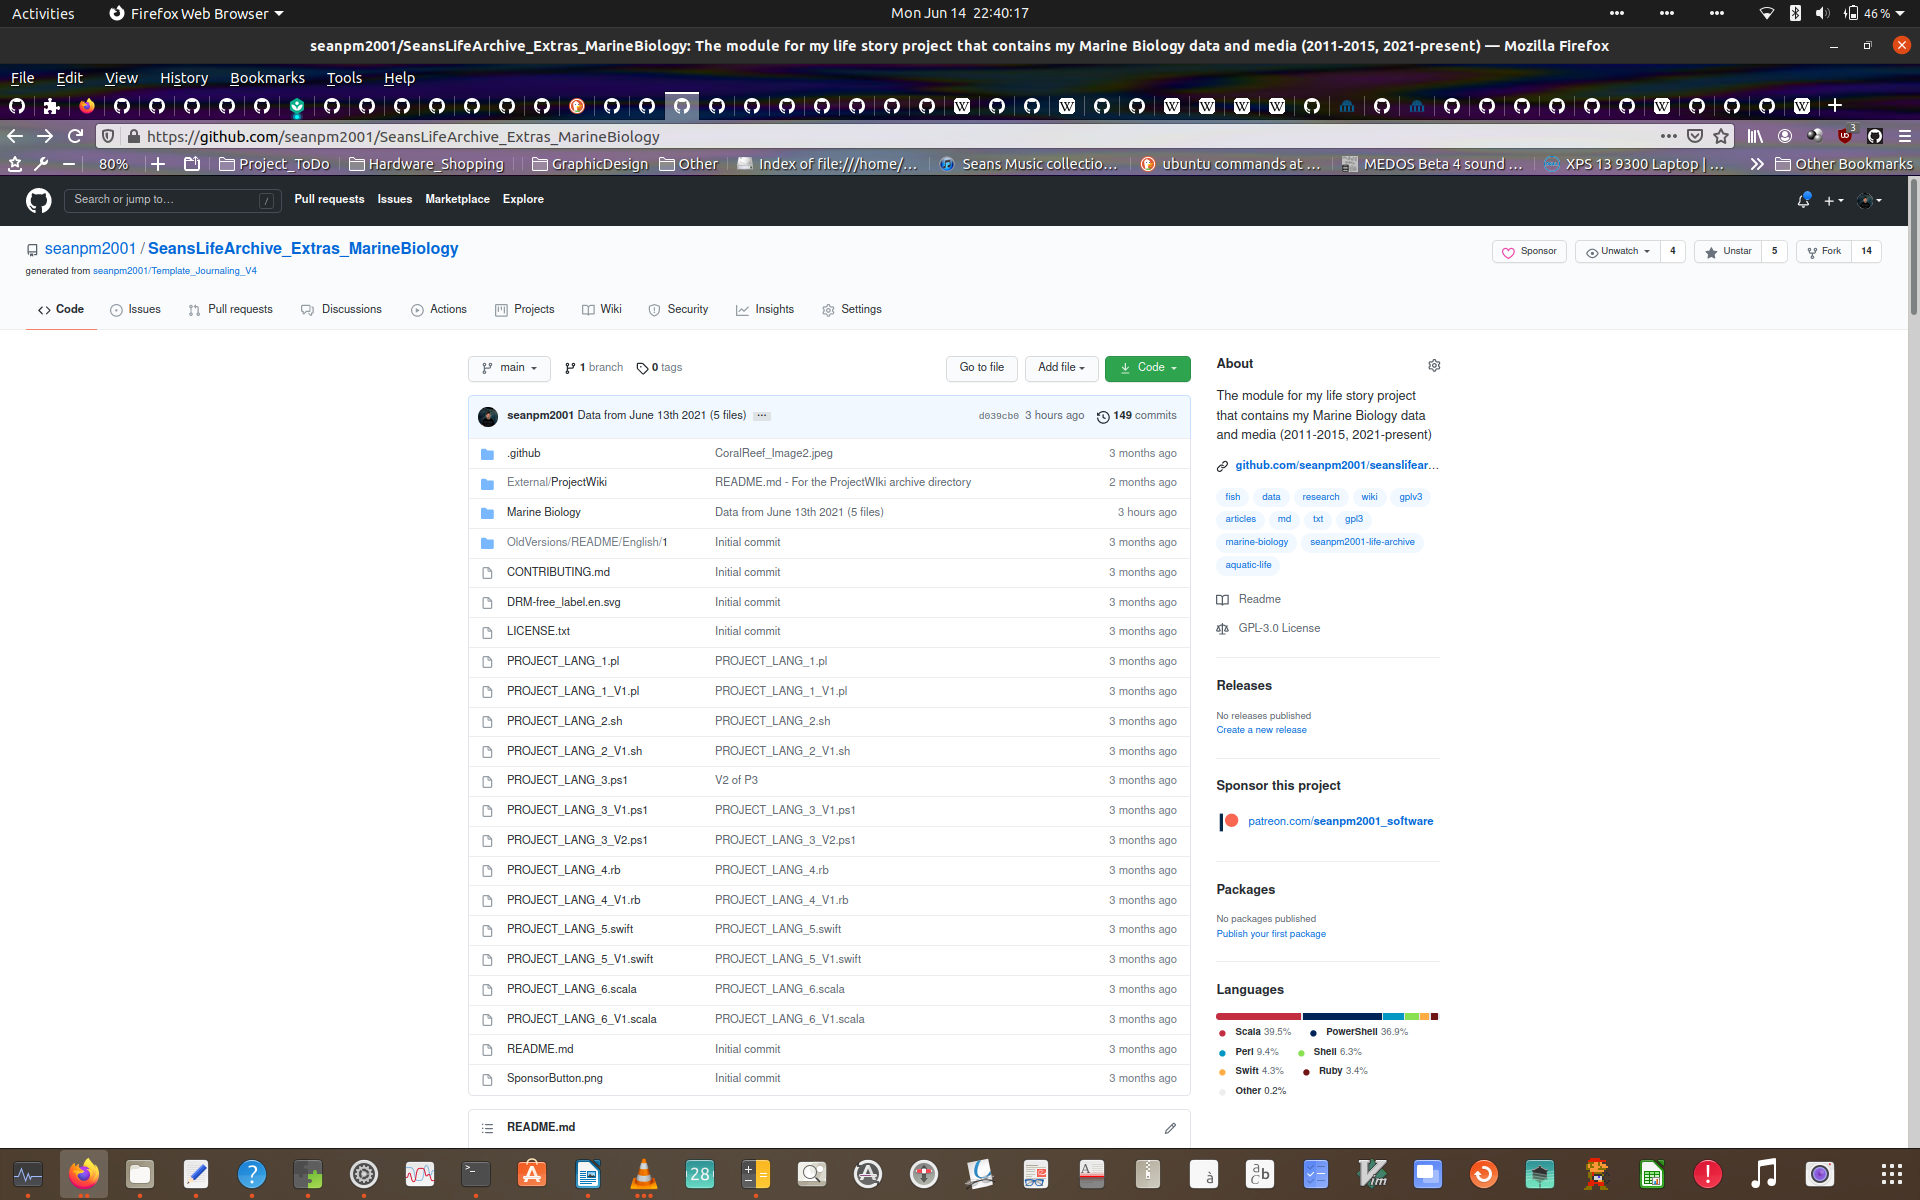 Activities Firefox Web Browser Mon Jun 14 22:40:17 46 %
seanpm2001/SeansLifeArchive_Extras_MarineBiology: The module for my life story project that contains my Marine Biology data and media (2011-2015, 2021-present) — Mozilla Firefox
File Edit View History Bookmarks Tools Help
https://github.com/seanpm2001/SeansLifeArchive_Extras_MarineBiology 3
80% Project_ToDo Hardware_Shopping GraphicDesign Other Index of file:///home/... Seans Music collectio... ubuntu commands at ... MEDOS Beta 4 sound ... XPS 13 9300 Laptop | ... Other Bookmarks
Search or jump to... / Pull requests Issues Marketplace Explore
seanpm2001 / SeansLifeArchive_Extras_MarineBiology Sponsor Unwatch 4 Unstar 5 Fork 14
generated from seanpm2001/Template_Journaling_V4
Code Issues Pull requests Discussions Actions Projects Wiki Security Insights Settings
main 1 branch 0 tags Go to file Add file Code
seanpm2001 Data from June 13th 2021 (5 files) ... d039cb0 3 hours ago 149 commits
.github CoralReef_Image2.jpeg 3 months ago
External/ProjectWiki README.md - For the ProjectWIki archive directory 2 months ago
Marine Biology Data from June 13th 2021 (5 files) 3 hours ago
OldVersions/README/English/1 Initial commit 3 months ago
CONTRIBUTING.md Initial commit 3 months ago
DRM-free_label.en.svg Initial commit 3 months ago
LICENSE.txt Initial commit 3 months ago
PROJECT_LANG_1.pl PROJECT_LANG_1.pl 3 months ago
PROJECT_LANG_1_V1.pl PROJECT_LANG_1_V1.pl 3 months ago
PROJECT_LANG_2.sh PROJECT_LANG_2.sh 3 months ago
PROJECT_LANG_2_V1.sh PROJECT_LANG_2_V1.sh 3 months ago
PROJECT_LANG_3.ps1 V2 of P3 3 months ago
PROJECT_LANG_3_V1.ps1 PROJECT_LANG_3_V1.ps1 3 months ago
PROJECT_LANG_3_V2.ps1 PROJECT_LANG_3_V2.ps1 3 months ago
PROJECT_LANG_4.rb PROJECT_LANG_4.rb 3 months ago
PROJECT_LANG_4_V1.rb PROJECT_LANG_4_V1.rb 3 months ago
PROJECT_LANG_5.swift PROJECT_LANG_5.swift 3 months ago
PROJECT_LANG_5_V1.swift PROJECT_LANG_5_V1.swift 3 months ago
PROJECT_LANG_6.scala PROJECT_LANG_6.scala 3 months ago
PROJECT_LANG_6_V1.scala PROJECT_LANG_6_V1.scala 3 months ago
README.md Initial commit 3 months ago
SponsorButton.png Initial commit 3 months ago
README.md
About
The module for my life story project
that contains my Marine Biology data
and media (2011-2015, 2021-present)
github.com/seanpm2001/seanslifear...
fish data research wiki gplv3
articles md txt gpl3
marine-biology seanpm2001-life-archive
aquatic-life
Readme
GPL-3.0 License
Releases
No releases published
Create a new release
Sponsor this project
patreon.com/seanpm2001_software
Packages
No packages published
Publish your first package
Languages
Scala 39.5% PowerShell 36.9%
Perl 9.4% Shell 6.3%
Swift 4.3% Ruby 3.4%
Other 0.2%
28